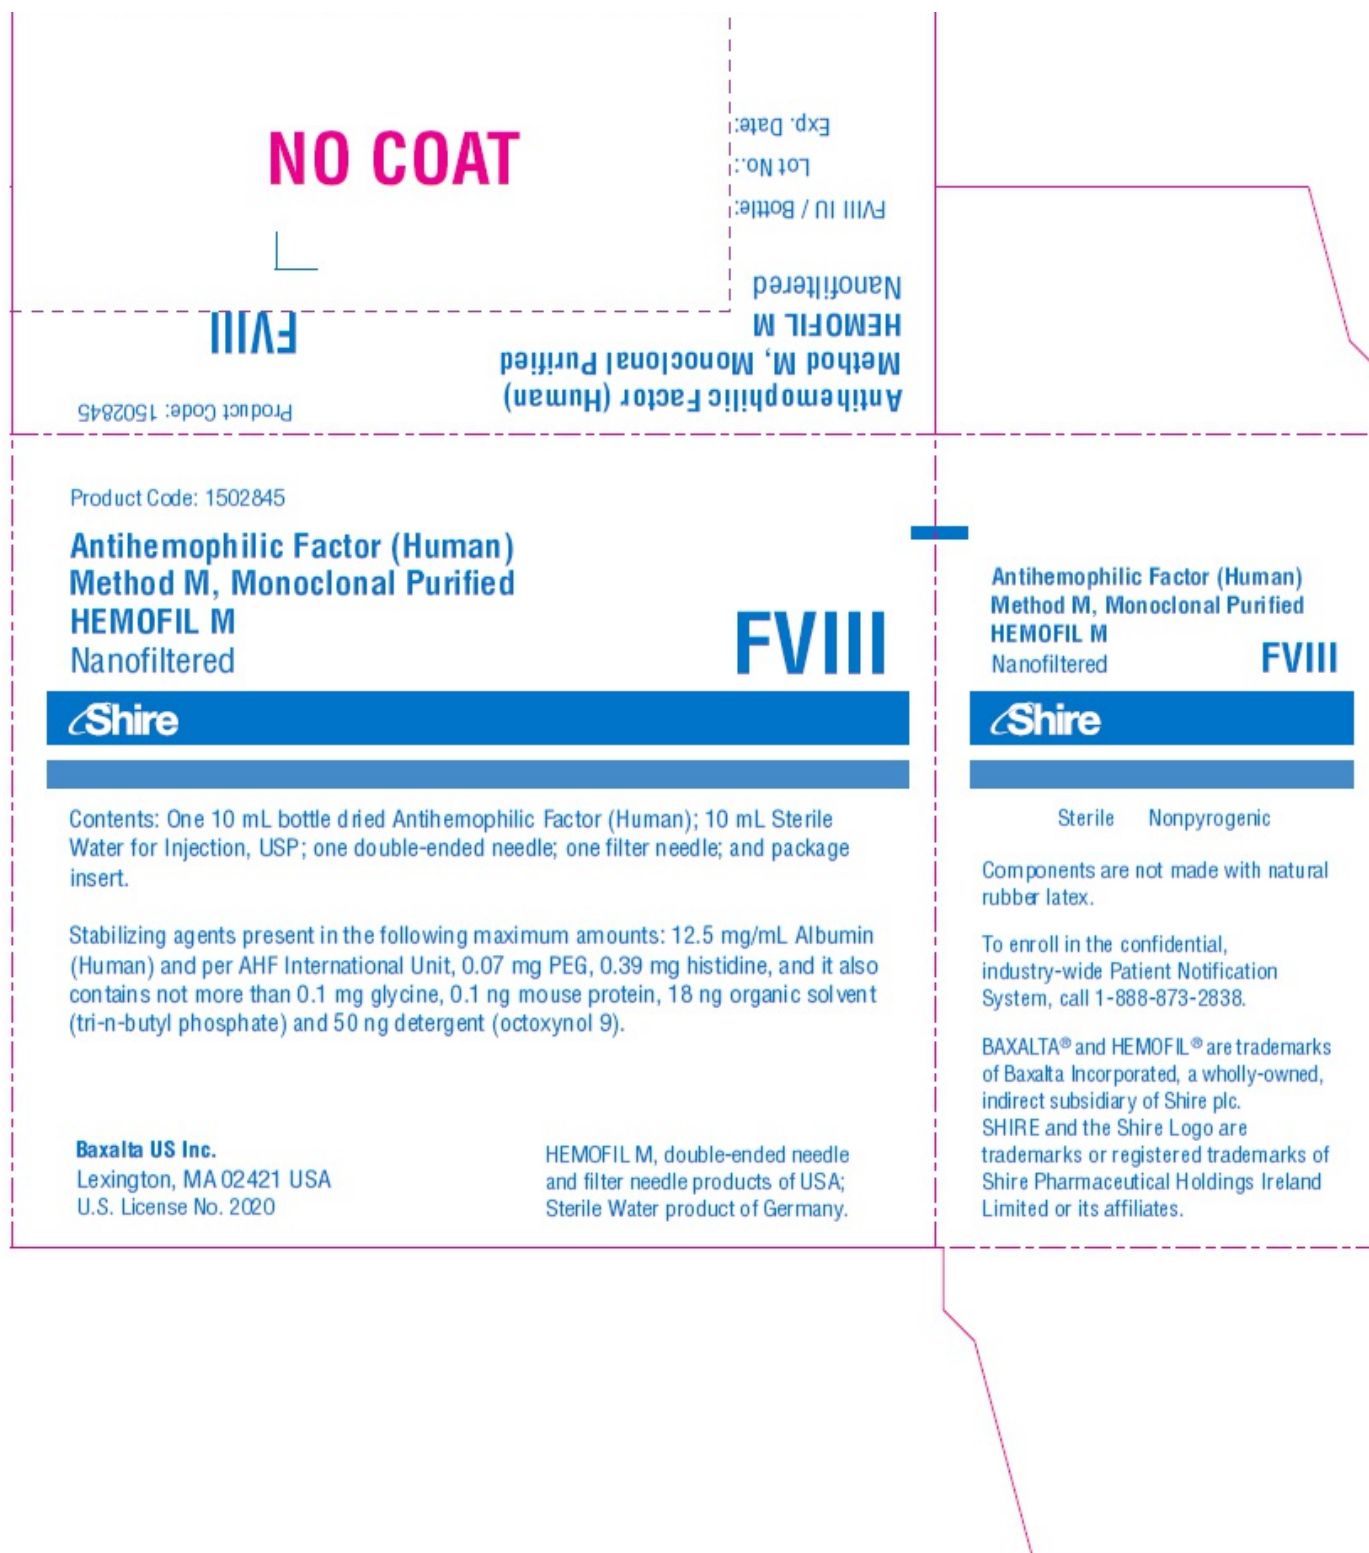 NO COAT
Exp. Date:
Lot No.:
FVIII IU / Bottle:
Nanofiltered
HEMOFIL M
Method M, Monoclonal Purified
Antihemophilic Factor (Human)
FVIII
Product Code: 1502845
Product Code: 1502845
Antihemophilic Factor (Human)
Method M, Monoclonal Purified
HEMOFIL M
Nanofiltered
FVIII
Shire
Contents: One 10 mL bottle dried Antihemophilic Factor (Human); 10 mL Sterile
Water for Injection, USP; one double-ended needle; one filter needle; and package
insert.
Stabilizing agents present in the following maximum amounts: 12.5 mg/mL Albumin
(Human) and per AHF International Unit, 0.07 mg PEG, 0.39 mg histidine, and it also
contains not more than 0.1 mg glycine, 0.1 ng mouse protein, 18 ng organic solvent
(tri-n-butyl phosphate) and 50 ng detergent (octoxynol 9).
Baxalta US Inc.
Lexington, MA 02421 USA
U.S. License No. 2020
HEMOFIL M, double-ended needle
and filter needle products of USA;
Sterile Water product of Germany.
Antihemophilic Factor (Human)
Method M, Monoclonal Purified
HEMOFIL M
Nanofiltered
FVIII
Shire
Sterile Nonpyrogenic
Components are not made with natural
rubber latex.
To enroll in the confidential,
industry-wide Patient Notification
System, call 1-888-873-2838.
BAXALTA® and HEMOFIL® are trademarks
of Baxalta Incorporated, a wholly-owned,
indirect subsidiary of Shire plc.
SHIRE and the Shire Logo are
trademarks or registered trademarks of
Shire Pharmaceutical Holdings Ireland
Limited or its affiliates.